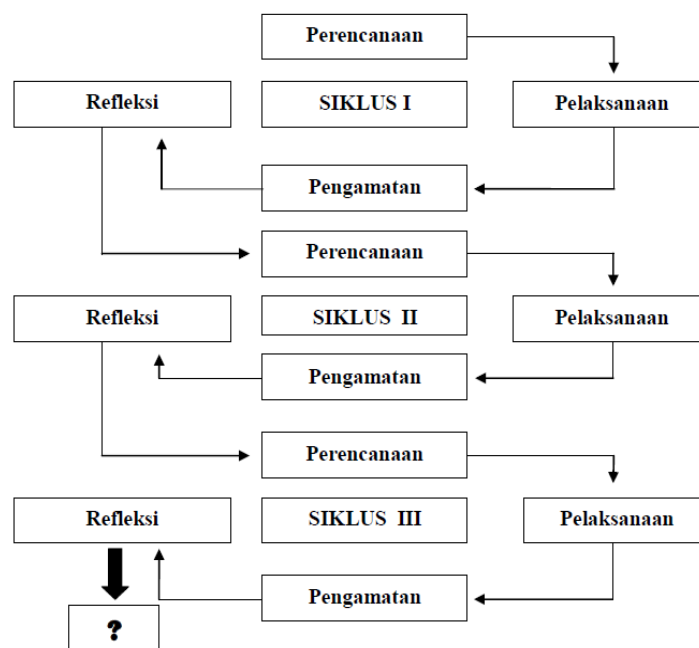 Perencanaan
Refleksi
SIKLUS I
Pelaksanaan
Pengamatan
Perencanaan
Refleksi
SIKLUS II
Pelaksanaan
Pengamatan
Perencanaan
Refleksi
SIKLUS III
Pelaksanaan
Pengamatan
?